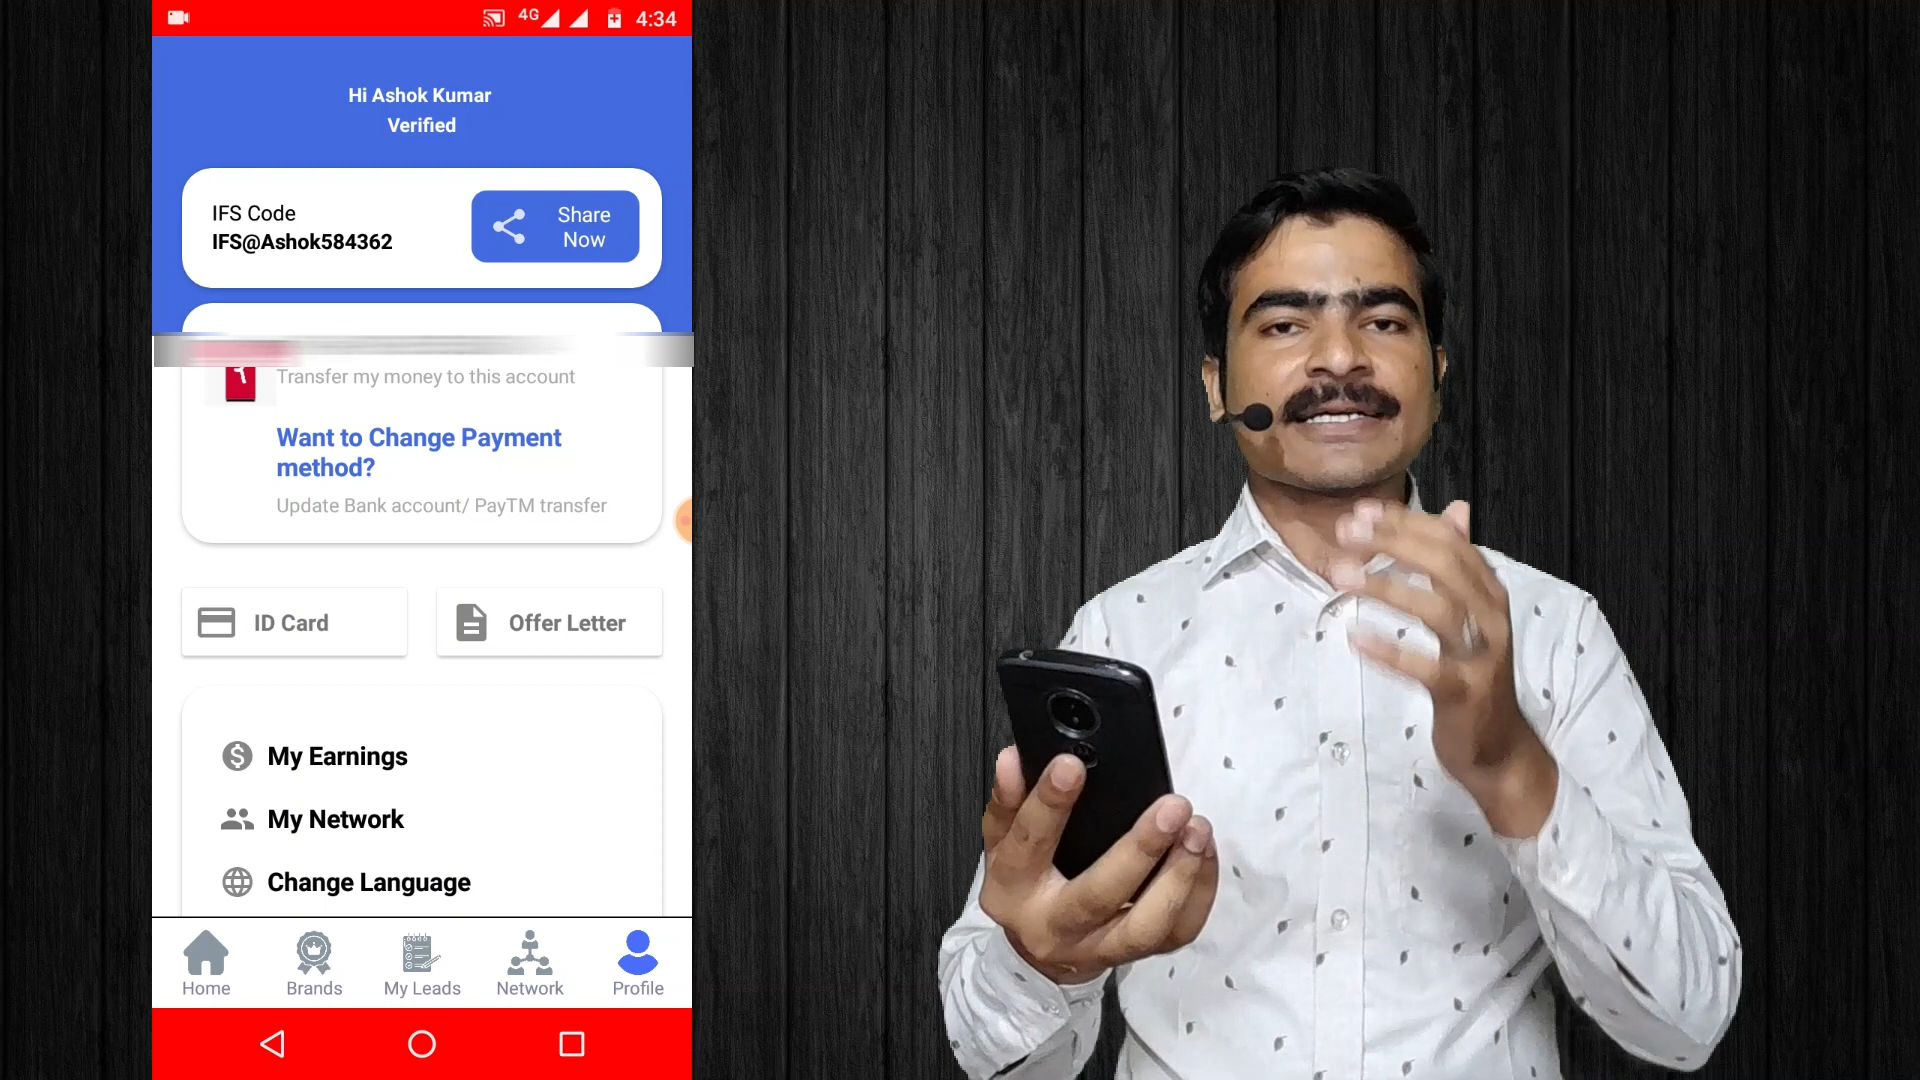 4G 4:34
Hi Ashok Kumar
Verified
IFS Code
IFS@Ashok584362
Share
Now
Transfer my money to this account
Want to Change Payment
method?
Update Bank account/ PayTM transfer
ID Card
Offer Letter
My Earnings
My Network
Change Language
Home
Brands
My Leads
Network
Profile